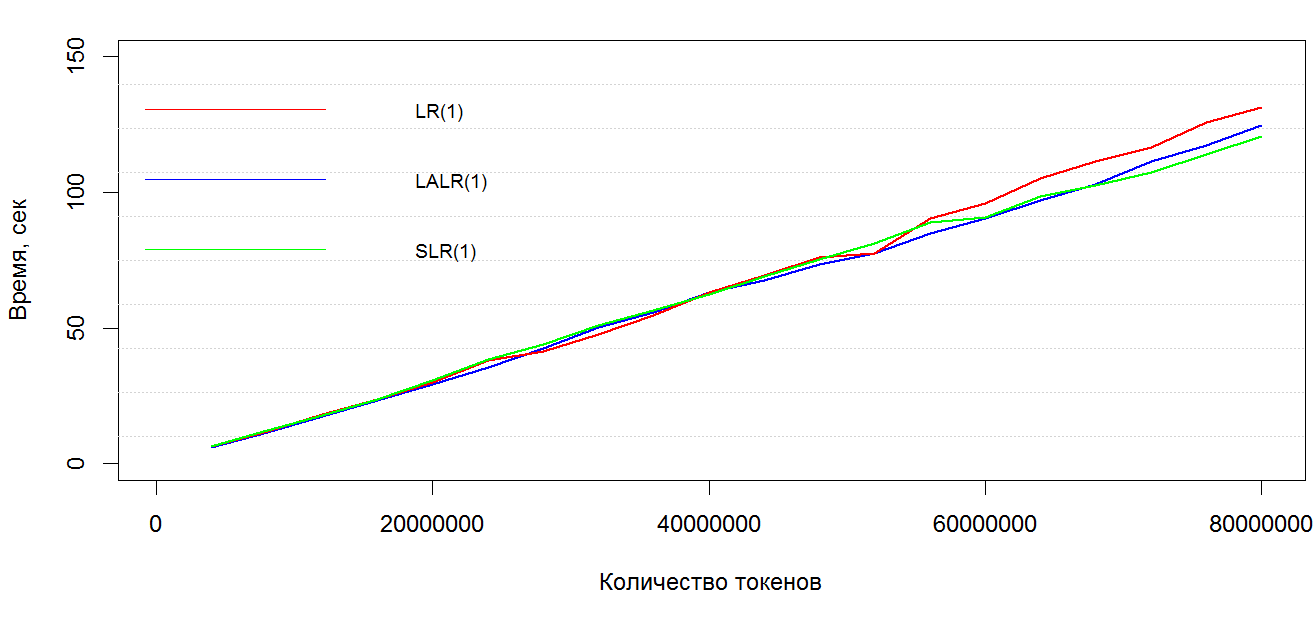 150
100
50
0
Время, сек
LR(1)
LALR(1)
SLR(1)
0
20000000
40000000
60000000
80000000
Количество токенов